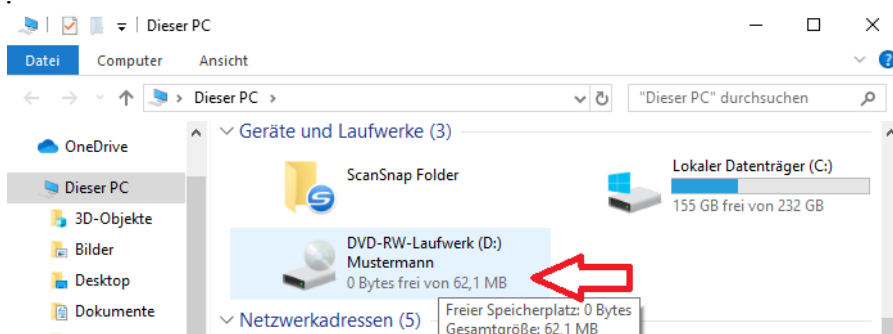 Dieser PC
Datei Computer Ansicht
Dieser PC "Dieser PC" durchsuchen
OneDrive
Dieser PC
3D-Objekte
Bilder
Desktop
Dokumente
Geräte und Laufwerke (3)
ScanSnap Folder
Lokaler Datenträger (C:)
155 GB frei von 232 GB
DVD-RW-Laufwerk (D:)
Mustermann
0 Bytes frei von 62,1 MB
Freier Speicherplatz: 0 Bytes
Gesamtgröße: 62,1 MB
Netzwerkadressen (5)